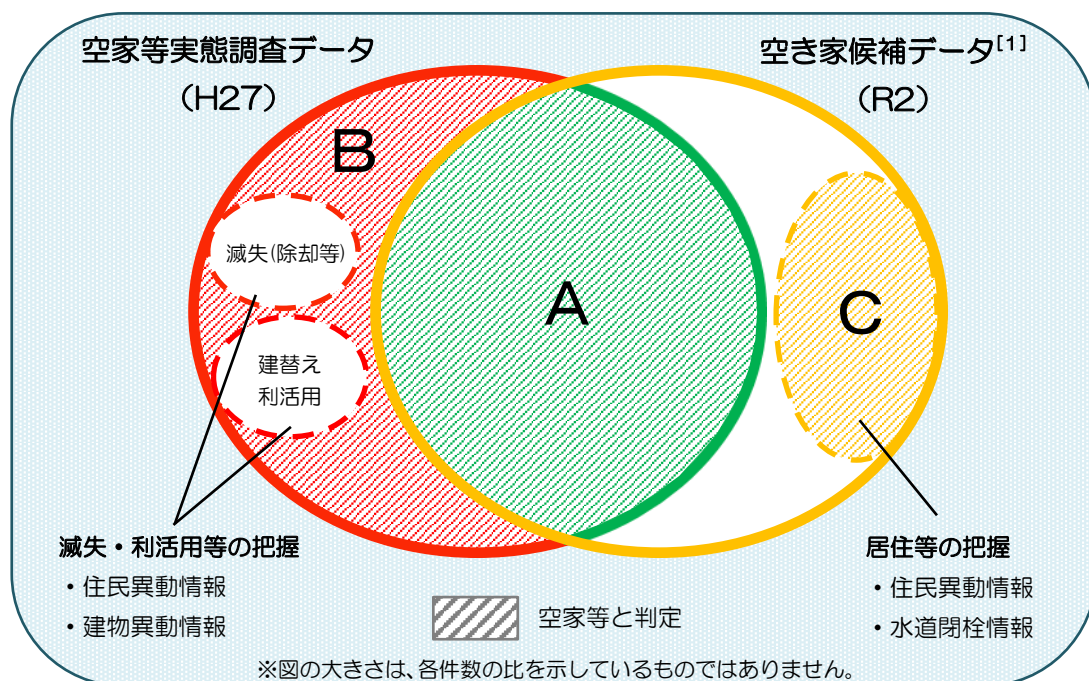 空家等実態調査データ
（H27）
空き家候補データ[1]
（R2）
B
滅失(除却等)
A
C
建替え
利活用
滅失・利活用等の把握
・住民異動情報
・建物異動情報
居住等の把握
・住民異動情報
・水道閉栓情報
空家等と判定
※図の大きさは、各件数の比を示しているものではありません。